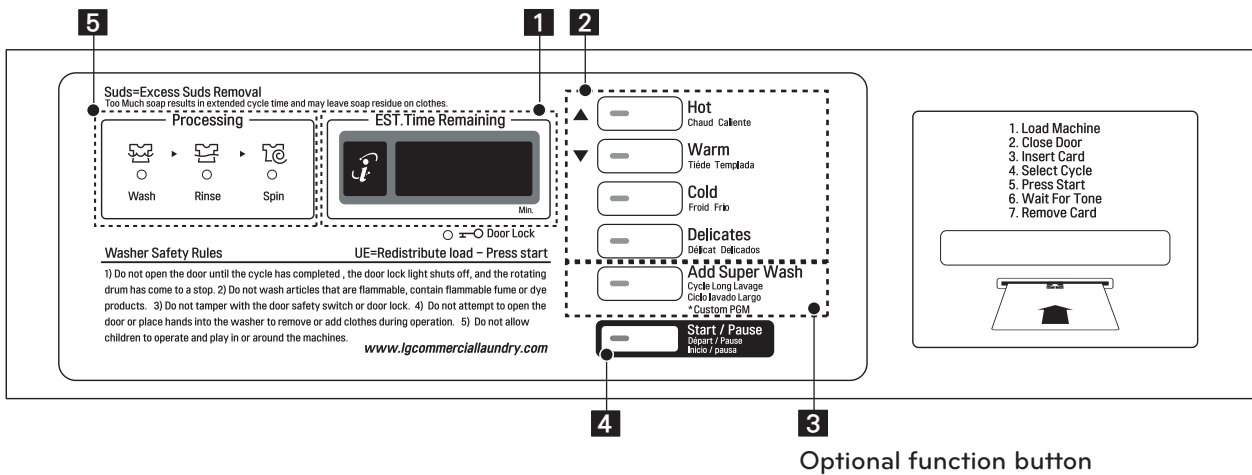 5
1
2
Suds=Excess Suds Removal
Too Much soap results in extended cycle time and may leave soap residue on clothes.
Processing
Wash
Rinse
Spin
EST.Time Remaining
i
Min.
Door Lock
Washer Safety Rules
UE=Redistribute load – Press start
1) Do not open the door until the cycle has completed , the door lock light shuts off, and the rotating
drum has come to a stop. 2) Do not wash articles that are flammable, contain flammable fume or dye
products. 3) Do not tamper with the door safety switch or door lock. 4) Do not attempt to open the
door or place hands into the washer to remove or add clothes during operation. 5) Do not allow
children to operate and play in or around the machines.
www.lgcommerciallaundry.com
Hot
Chaud Caliente
Warm
Tiéde Templada
Cold
Froid Frio
Delicates
Délicat Delicados
Add Super Wash
Cycle Long Lavage
Ciclo lavado Largo
*Custom PGM
Start / Pause
Départ / Pause
Inicio / pausa
1. Load Machine
2. Close Door
3. Insert Card
4. Select Cycle
5. Press Start
6. Wait For Tone
7. Remove Card
4
3
Optional function button